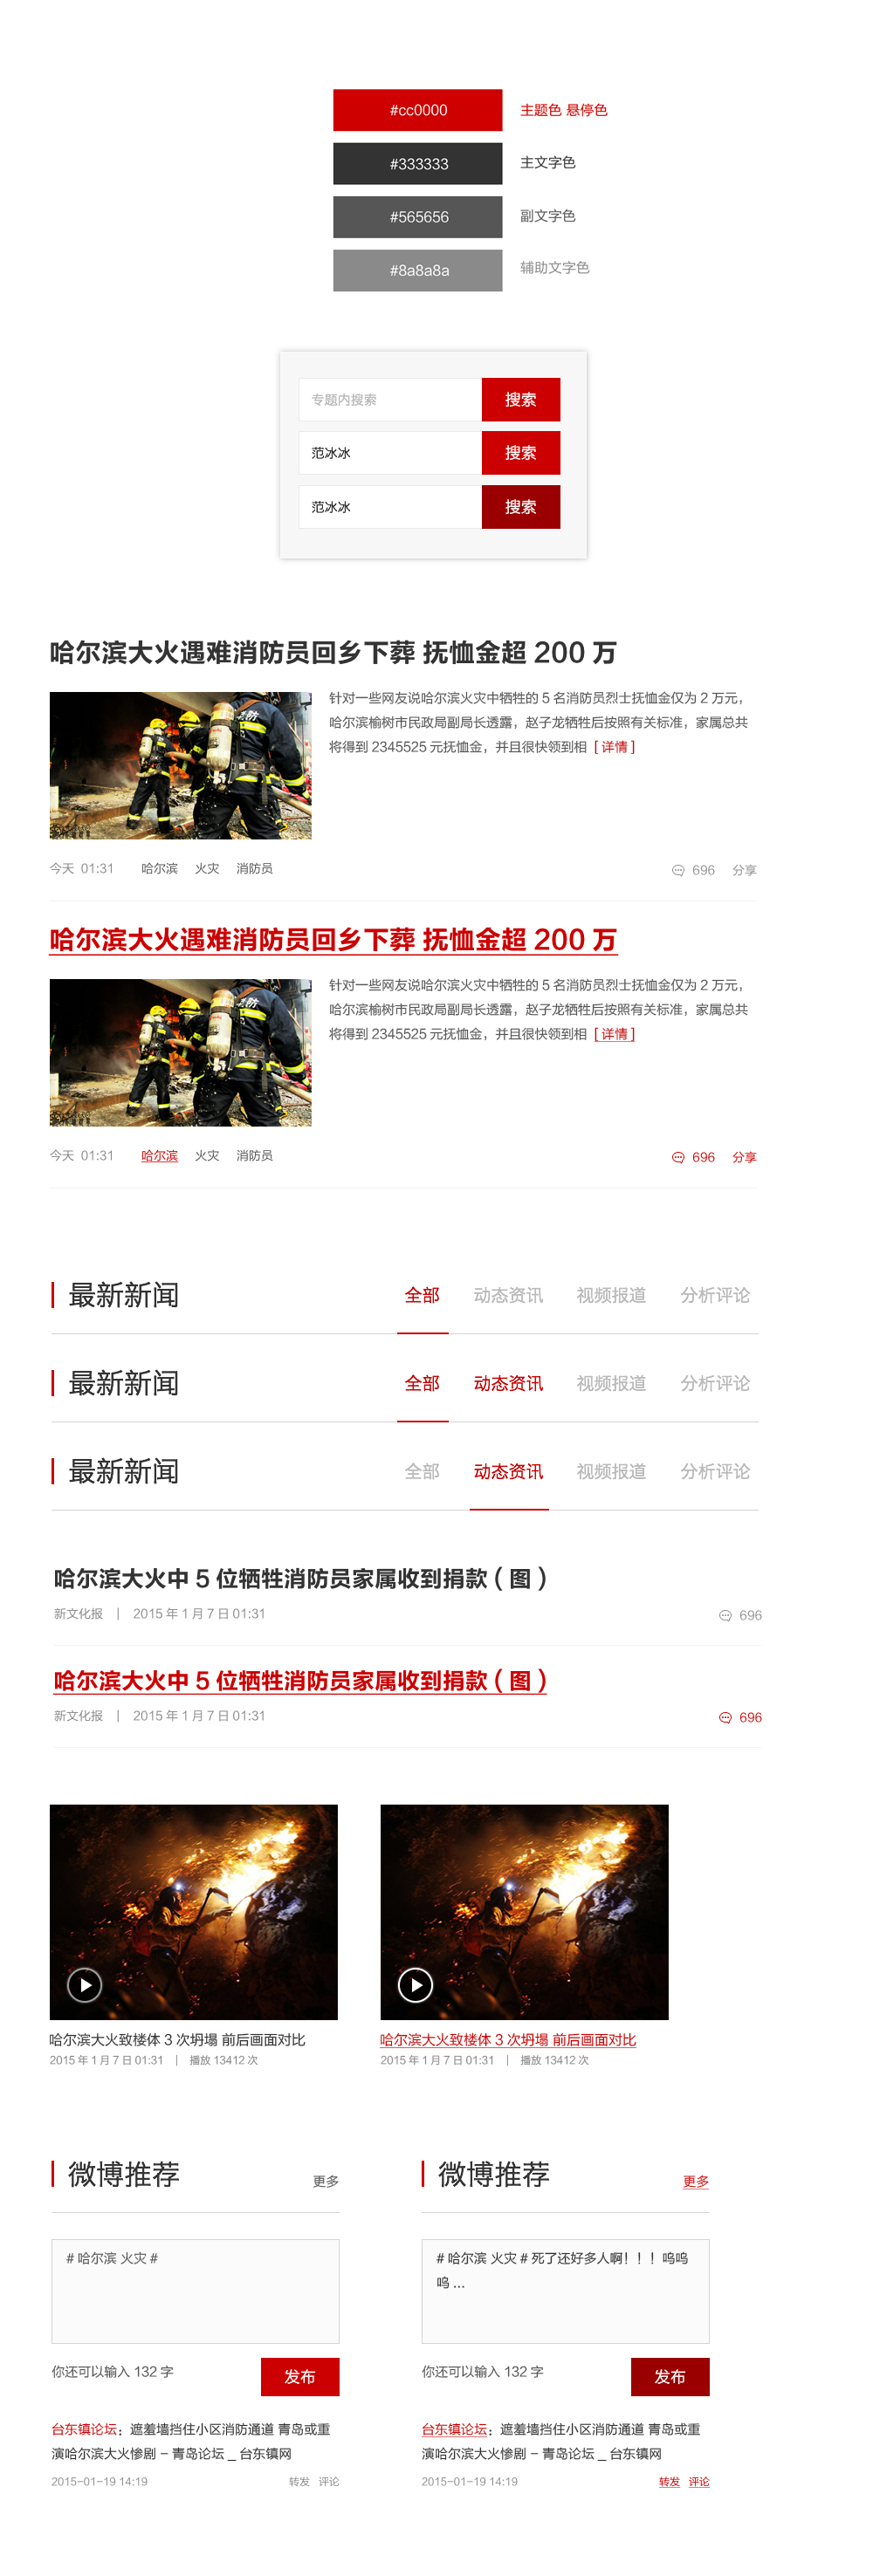 #cc0000 主题色 悬停色
#333333 主文字色
#565656 副文字色
#8a8a8a 辅助文字色
专题内搜索 搜索
范冰冰 搜索
范冰冰 搜索
哈尔滨大火遇难消防员回乡下葬 抚恤金超 200 万
针对一些网友说哈尔滨火灾中牺牲的 5 名消防员烈士抚恤金仅为 2 万元，
哈尔滨榆树市民政局副局长透露，赵子龙牺牲后按照有关标准，家属总共
将得到 2345525 元抚恤金，并且很快领到相 [ 详情 ]
今天 01:31 哈尔滨 火灾 消防员 696 分享
哈尔滨大火遇难消防员回乡下葬 抚恤金超 200 万
针对一些网友说哈尔滨火灾中牺牲的 5 名消防员烈士抚恤金仅为 2 万元，
哈尔滨榆树市民政局副局长透露，赵子龙牺牲后按照有关标准，家属总共
将得到 2345525 元抚恤金，并且很快领到相 [ 详情 ]
今天 01:31 哈尔滨 火灾 消防员 696 分享
最新新闻 全部 动态资讯 视频报道 分析评论
最新新闻 全部 动态资讯 视频报道 分析评论
最新新闻 全部 动态资讯 视频报道 分析评论
哈尔滨大火中 5 位牺牲消防员家属收到捐款 ( 图 )
新文化报 | 2015 年 1 月 7 日 01:31 696
哈尔滨大火中 5 位牺牲消防员家属收到捐款 ( 图 )
新文化报 | 2015 年 1 月 7 日 01:31 696
哈尔滨大火致楼体 3 次坍塌 前后画面对比
2015 年 1 月 7 日 01:31 | 播放 13412 次
哈尔滨大火致楼体 3 次坍塌 前后画面对比
2015 年 1 月 7 日 01:31 | 播放 13412 次
微博推荐 更多
# 哈尔滨 火灾 #
你还可以输入 132 字 发布
台东镇论坛：遮羞墙挡住小区消防通道 青岛或重
演哈尔滨大火惨剧 - 青岛论坛 _ 台东镇网
2015-01-19 14:19 转发 评论
微博推荐 更多
# 哈尔滨 火灾 # 死了还好多人啊！！！呜呜
呜 ...
你还可以输入 132 字 发布
台东镇论坛：遮羞墙挡住小区消防通道 青岛或重
演哈尔滨大火惨剧 - 青岛论坛 _ 台东镇网
2015-01-19 14:19 转发 评论